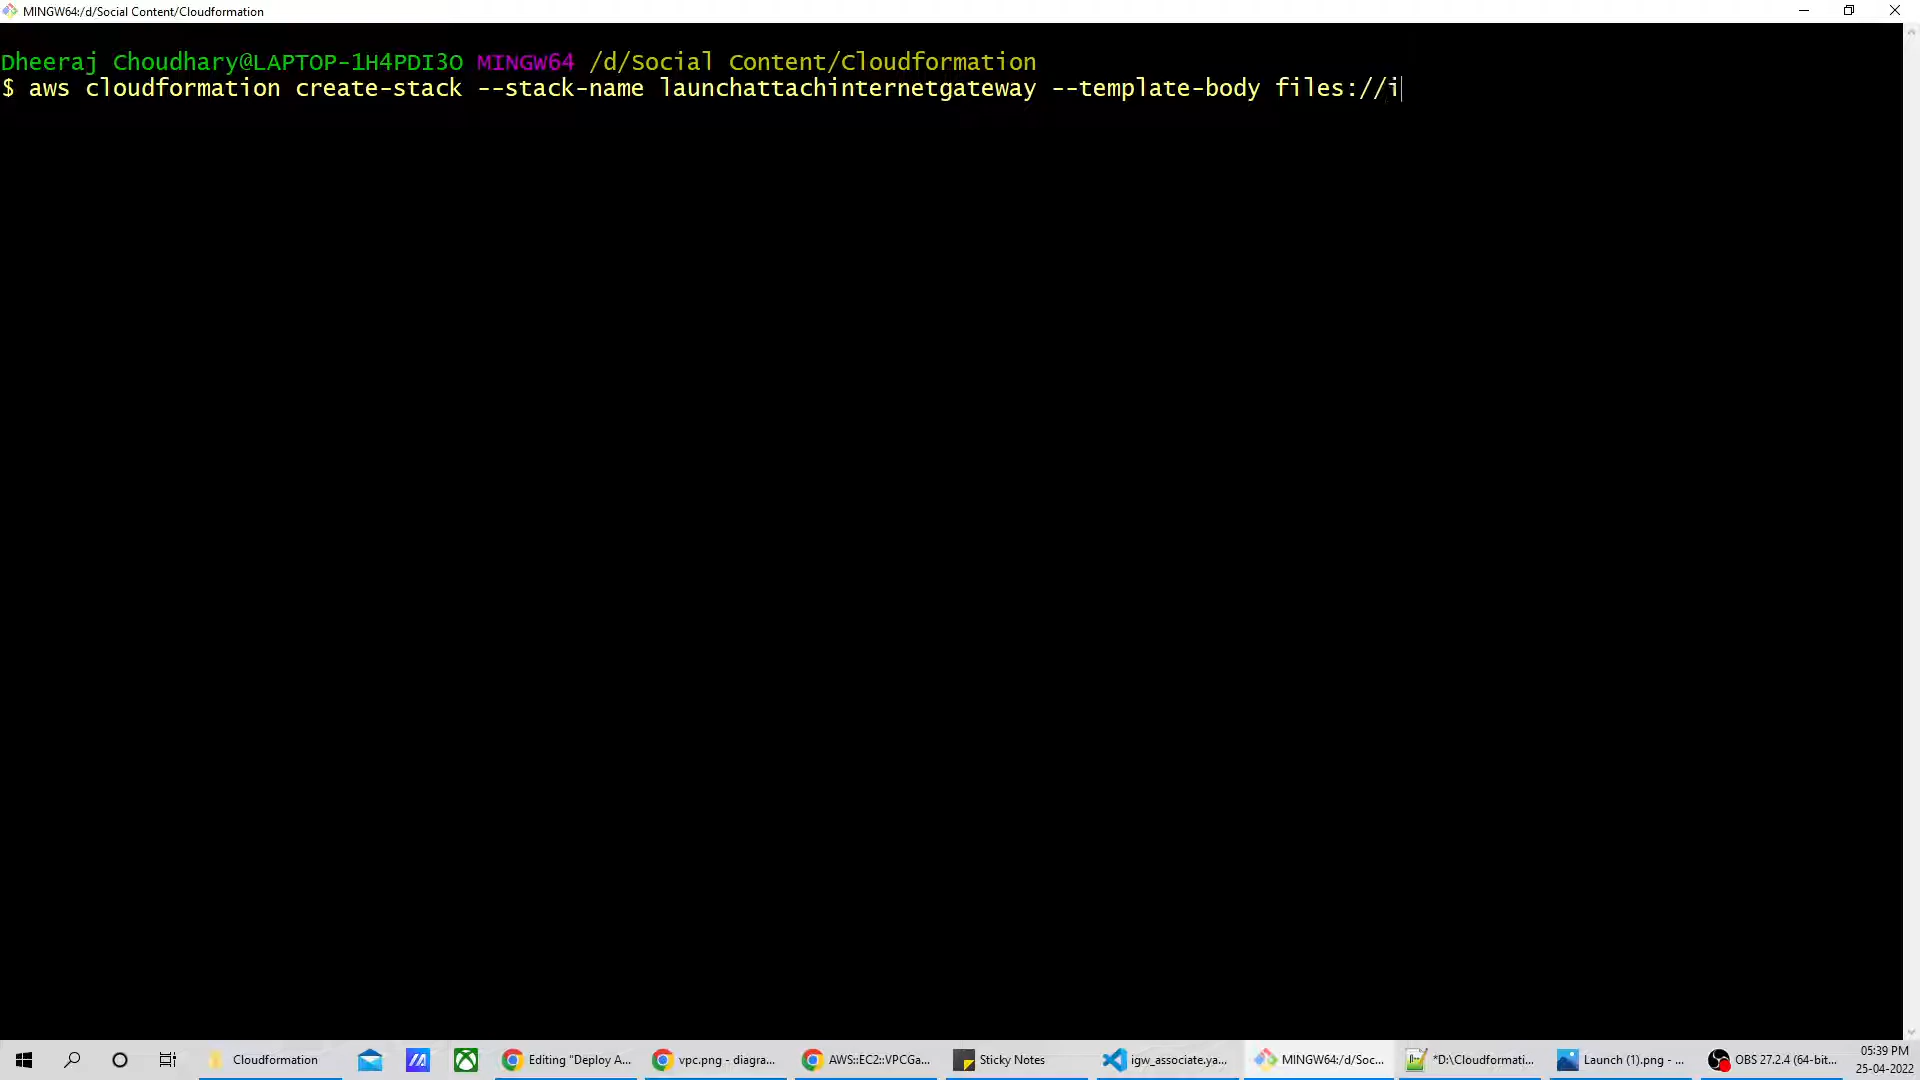 MINGW64:/d/Social Content/Cloudformation
Dheeraj Choudhary@LAPTOP-1H4PDI3O MINGW64 /d/Social Content/Cloudformation
$ aws cloudformation create-stack --stack-name launchattachinternetgateway --template-body files://i
Cloudformation
Editing "Deploy A...
vpc.png - diagra...
AWS::EC2::VPCGa...
Sticky Notes
igw_associate.ya...
MINGW64:/d/Soc...
*D:\Cloudformati...
Launch (1).png - ...
OBS 27.2.4 (64-bit...
05:39 PM
25-04-2022